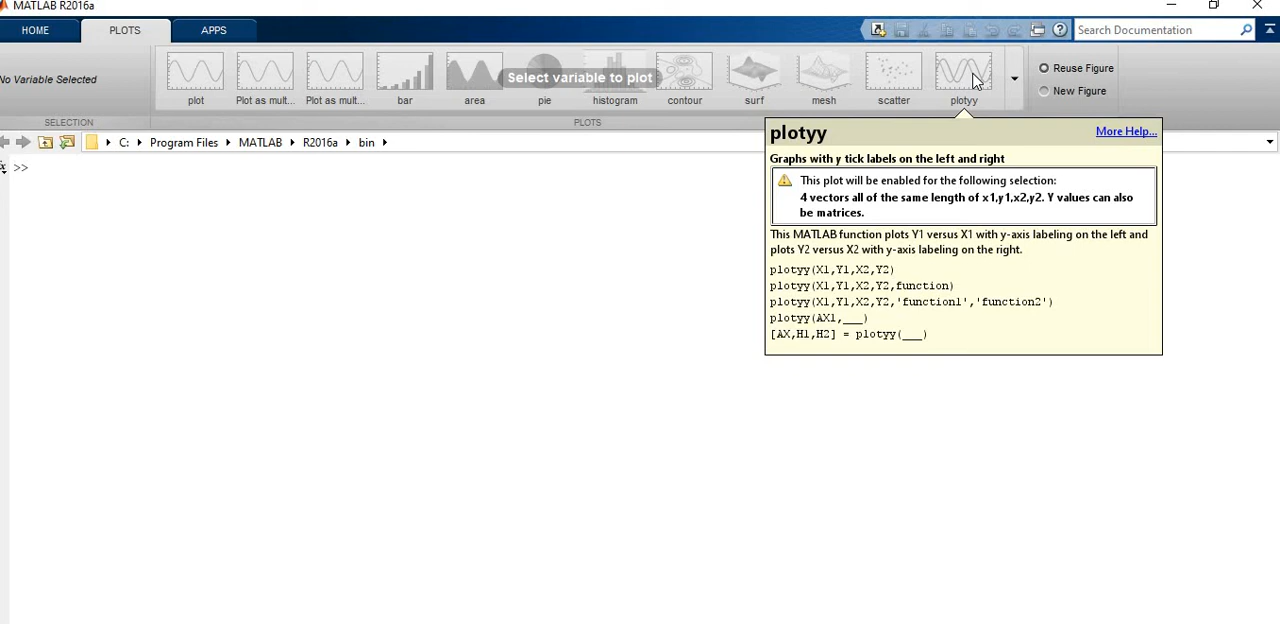 MATLAB R2016a
HOME
PLOTS
APPS
Search Documentation
No Variable Selected
Select variable to plot
plot
Plot as mult...
Plot as mult...
bar
area
pie
histogram
contour
surf
mesh
scatter
plotyy
Reuse Figure
New Figure
SELECTION
PLOTS
C: Program Files MATLAB R2016a bin
>>
plotyy
More Help...
Graphs with y tick labels on the left and right
This plot will be enabled for the following selection:
4 vectors all of the same length of x1,y1,x2,y2. Y values can also
be matrices.
This MATLAB function plots Y1 versus X1 with y-axis labeling on the left and
plots Y2 versus X2 with y-axis labeling on the right.
plotyy(X1,Y1,X2,Y2)
plotyy(X1,Y1,X2,Y2,function)
plotyy(X1,Y1,X2,Y2,'function1','function2')
plotyy(AX1,___)
[AX,H1,H2] = plotyy(___)